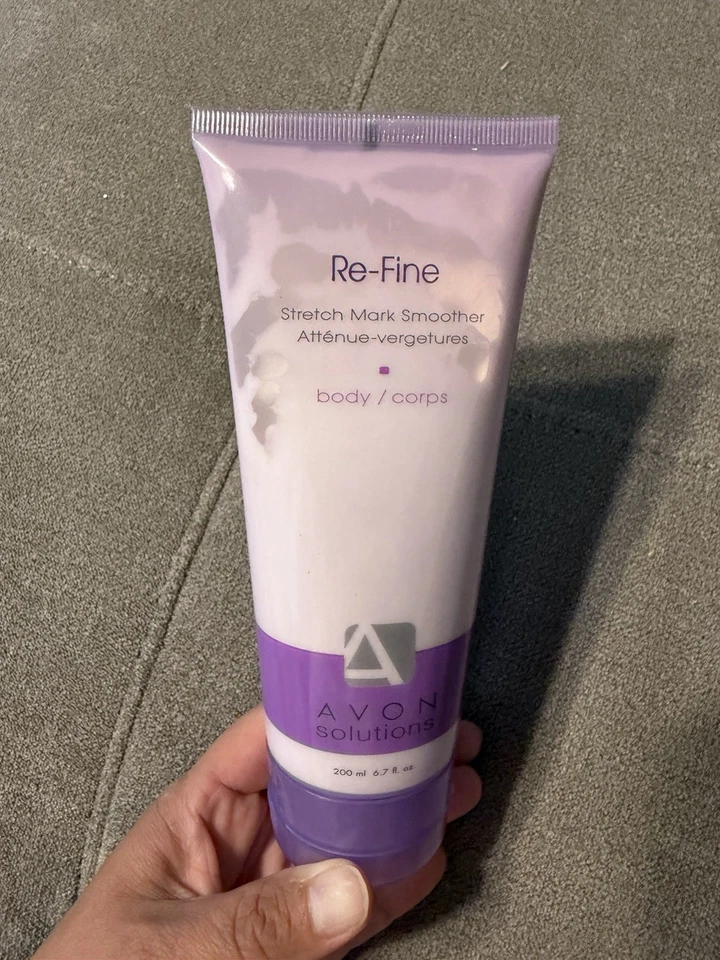 Re-Fine
Stretch Mark Smoother
Atténue-vergetures
body / corps
A
AVON
solutions
200 ml 6.7 fl. oz